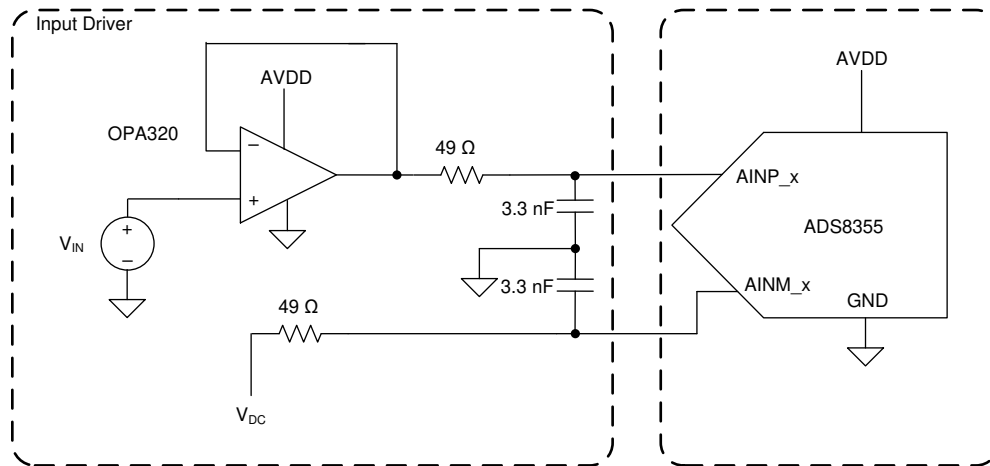 Input Driver
AVDD
OPA320
−
+
49 Ω
+
−
V_IN
3.3 nF
3.3 nF
49 Ω
V_DC
AVDD
AINP_x
ADS8355
AINM_x
GND